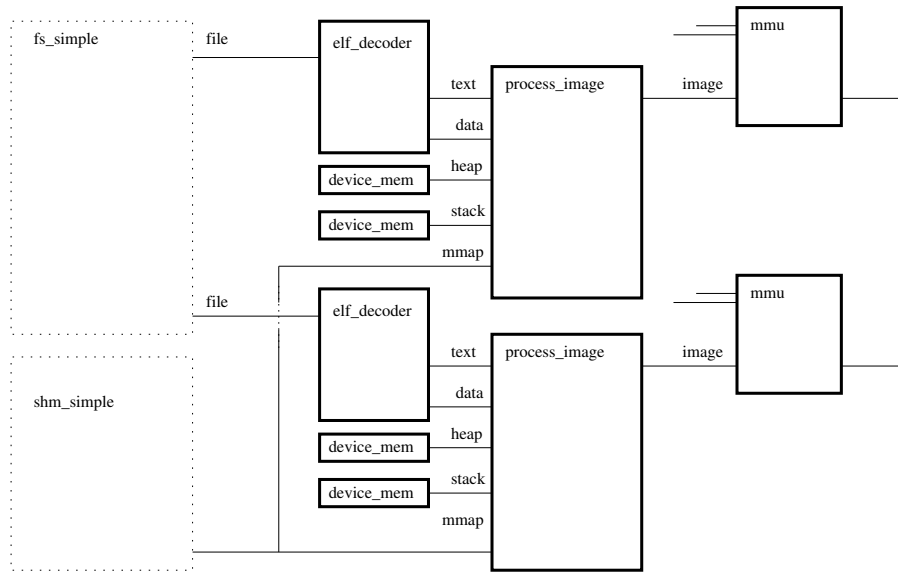 fs_simple
file
elf_decoder
mmu
text
process_image
image
data
heap
device_mem
stack
device_mem
mmap
file
elf_decoder
mmu
text
process_image
image
data
shm_simple
heap
device_mem
stack
device_mem
mmap